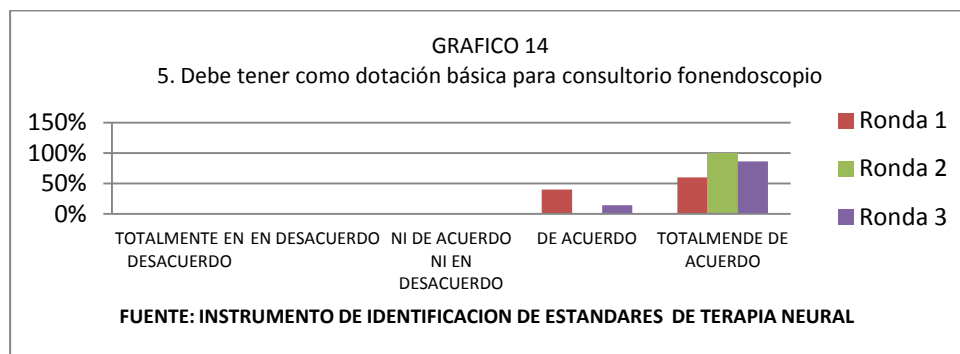 GRAFICO 14
5. Debe tener como dotación básica para consultorio fonendoscopio
150%
100%
50%
0%
TOTALMENTE EN DESACUERDO
EN DESACUERDO
NI DE ACUERDO
NI EN
DESACUERDO
DE ACUERDO
TOTALMENDE DE
ACUERDO
Ronda 1
Ronda 2
Ronda 3
FUENTE: INSTRUMENTO DE IDENTIFICACION DE ESTANDARES DE TERAPIA NEURAL